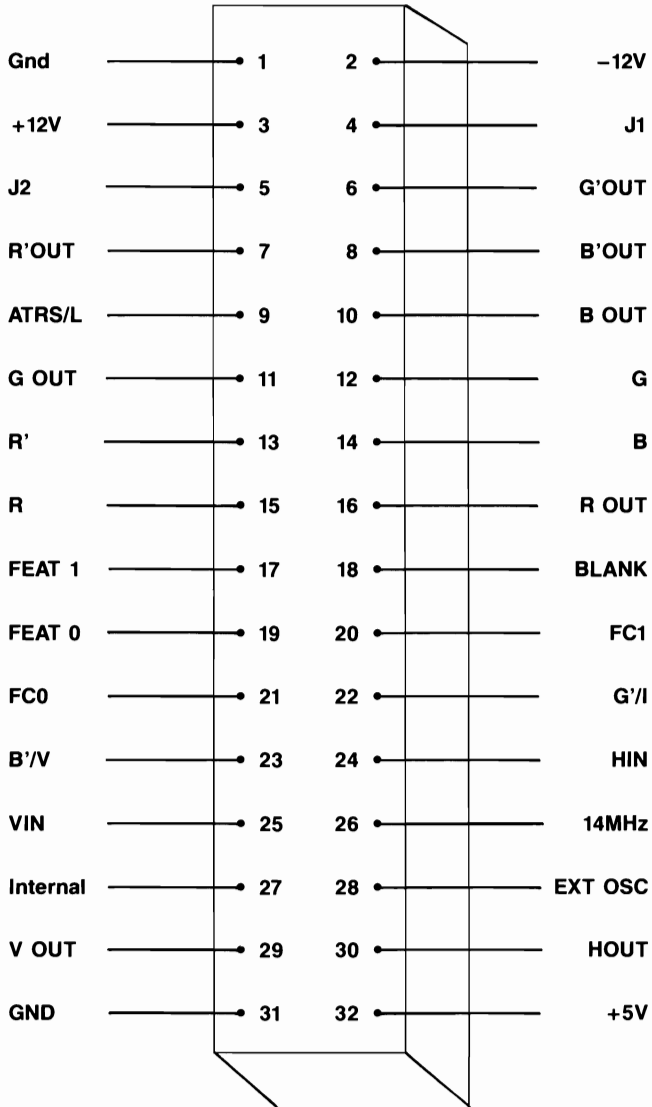 Gnd 1 2 −12V
+12V 3 4 J1
J2 5 6 G'OUT
R'OUT 7 8 B'OUT
ATRS/L 9 10 B OUT
G OUT 11 12 G
R' 13 14 B
R 15 16 R OUT
FEAT 1 17 18 BLANK
FEAT 0 19 20 FC1
FC0 21 22 G'/I
B'/V 23 24 HIN
VIN 25 26 14MHz
Internal 27 28 EXT OSC
V OUT 29 30 HOUT
GND 31 32 +5V